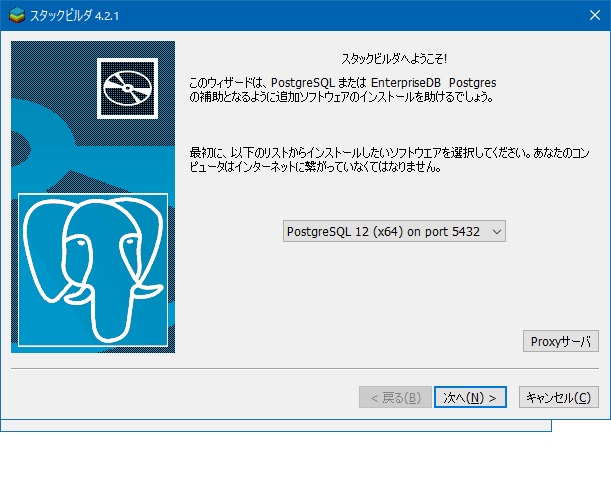 スタックビルダ 4.2.1
スタックビルダへようこそ!
このウィザードは、PostgreSQL または EnterpriseDB Postgres
の補助となるように追加ソフトウェアのインストールを助けるでしょう。
最初に、以下のリストからインストールしたいソフトウエアを選択してください。あなたのコン
ピュータはインターネットに繋がっていなくてはなりません。
PostgreSQL 12 (x64) on port 5432
Proxyサーバ
< 戻る(B)
次へ(N) >
キャンセル(C)